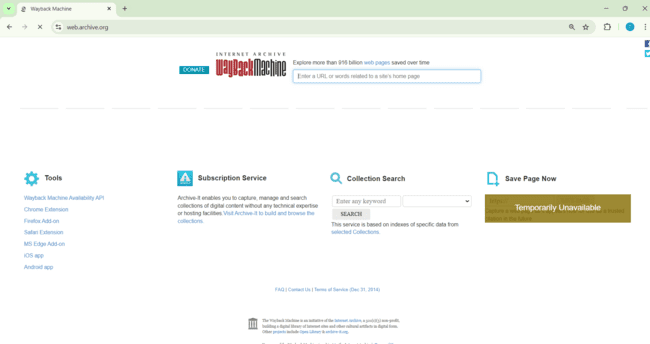 Wayback Machine
web.archive.org
INTERNET ARCHIVE
DONATE
WayBackMachine
Explore more than 916 billion web pages saved over time
Enter a URL or words related to a site's home page
Tools
Wayback Machine Availability API
Chrome Extension
Firefox Add-on
Safari Extension
MS Edge Add-on
iOS app
Android app
Subscription Service
Archive-It enables you to capture, manage and search
collections of digital content without any technical expertise
or hosting facilities. Visit Archive-It to build and browse the
collections.
Collection Search
Enter any keyword
SEARCH
This service is based on indexes of specific data from
selected Collections.
Save Page Now
https://
Temporarily Unavailable
FAQ | Contact Us | Terms of Service (Dec 31, 2014)
The Wayback Machine is an initiative of the Internet Archive, a 501(c)(3) non-profit,
building a digital library of Internet sites and other cultural artifacts in digital form.
Other projects include Open Library & archive-it.org.